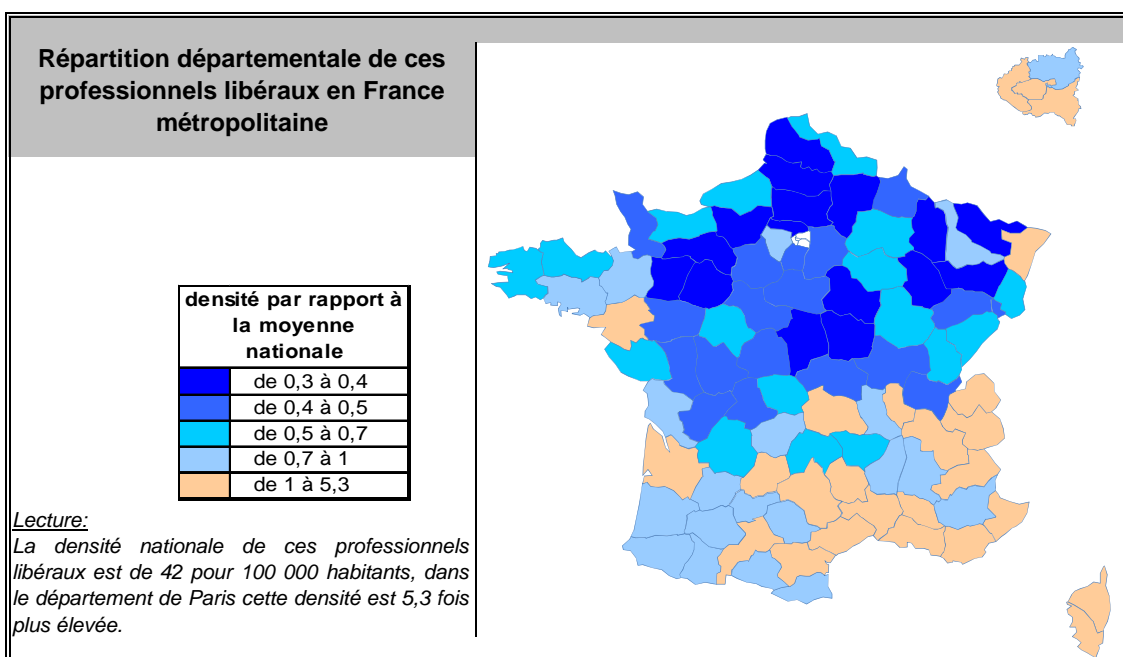 Répartition départementale de ces
professionnels libéraux en France
métropolitaine
densité par rapport à
la moyenne
nationale
de 0,3 à 0,4
de 0,4 à 0,5
de 0,5 à 0,7
de 0,7 à 1
de 1 à 5,3
Lecture:
La densité nationale de ces professionnels
libéraux est de 42 pour 100 000 habitants, dans
le département de Paris cette densité est 5,3 fois
plus élevée.